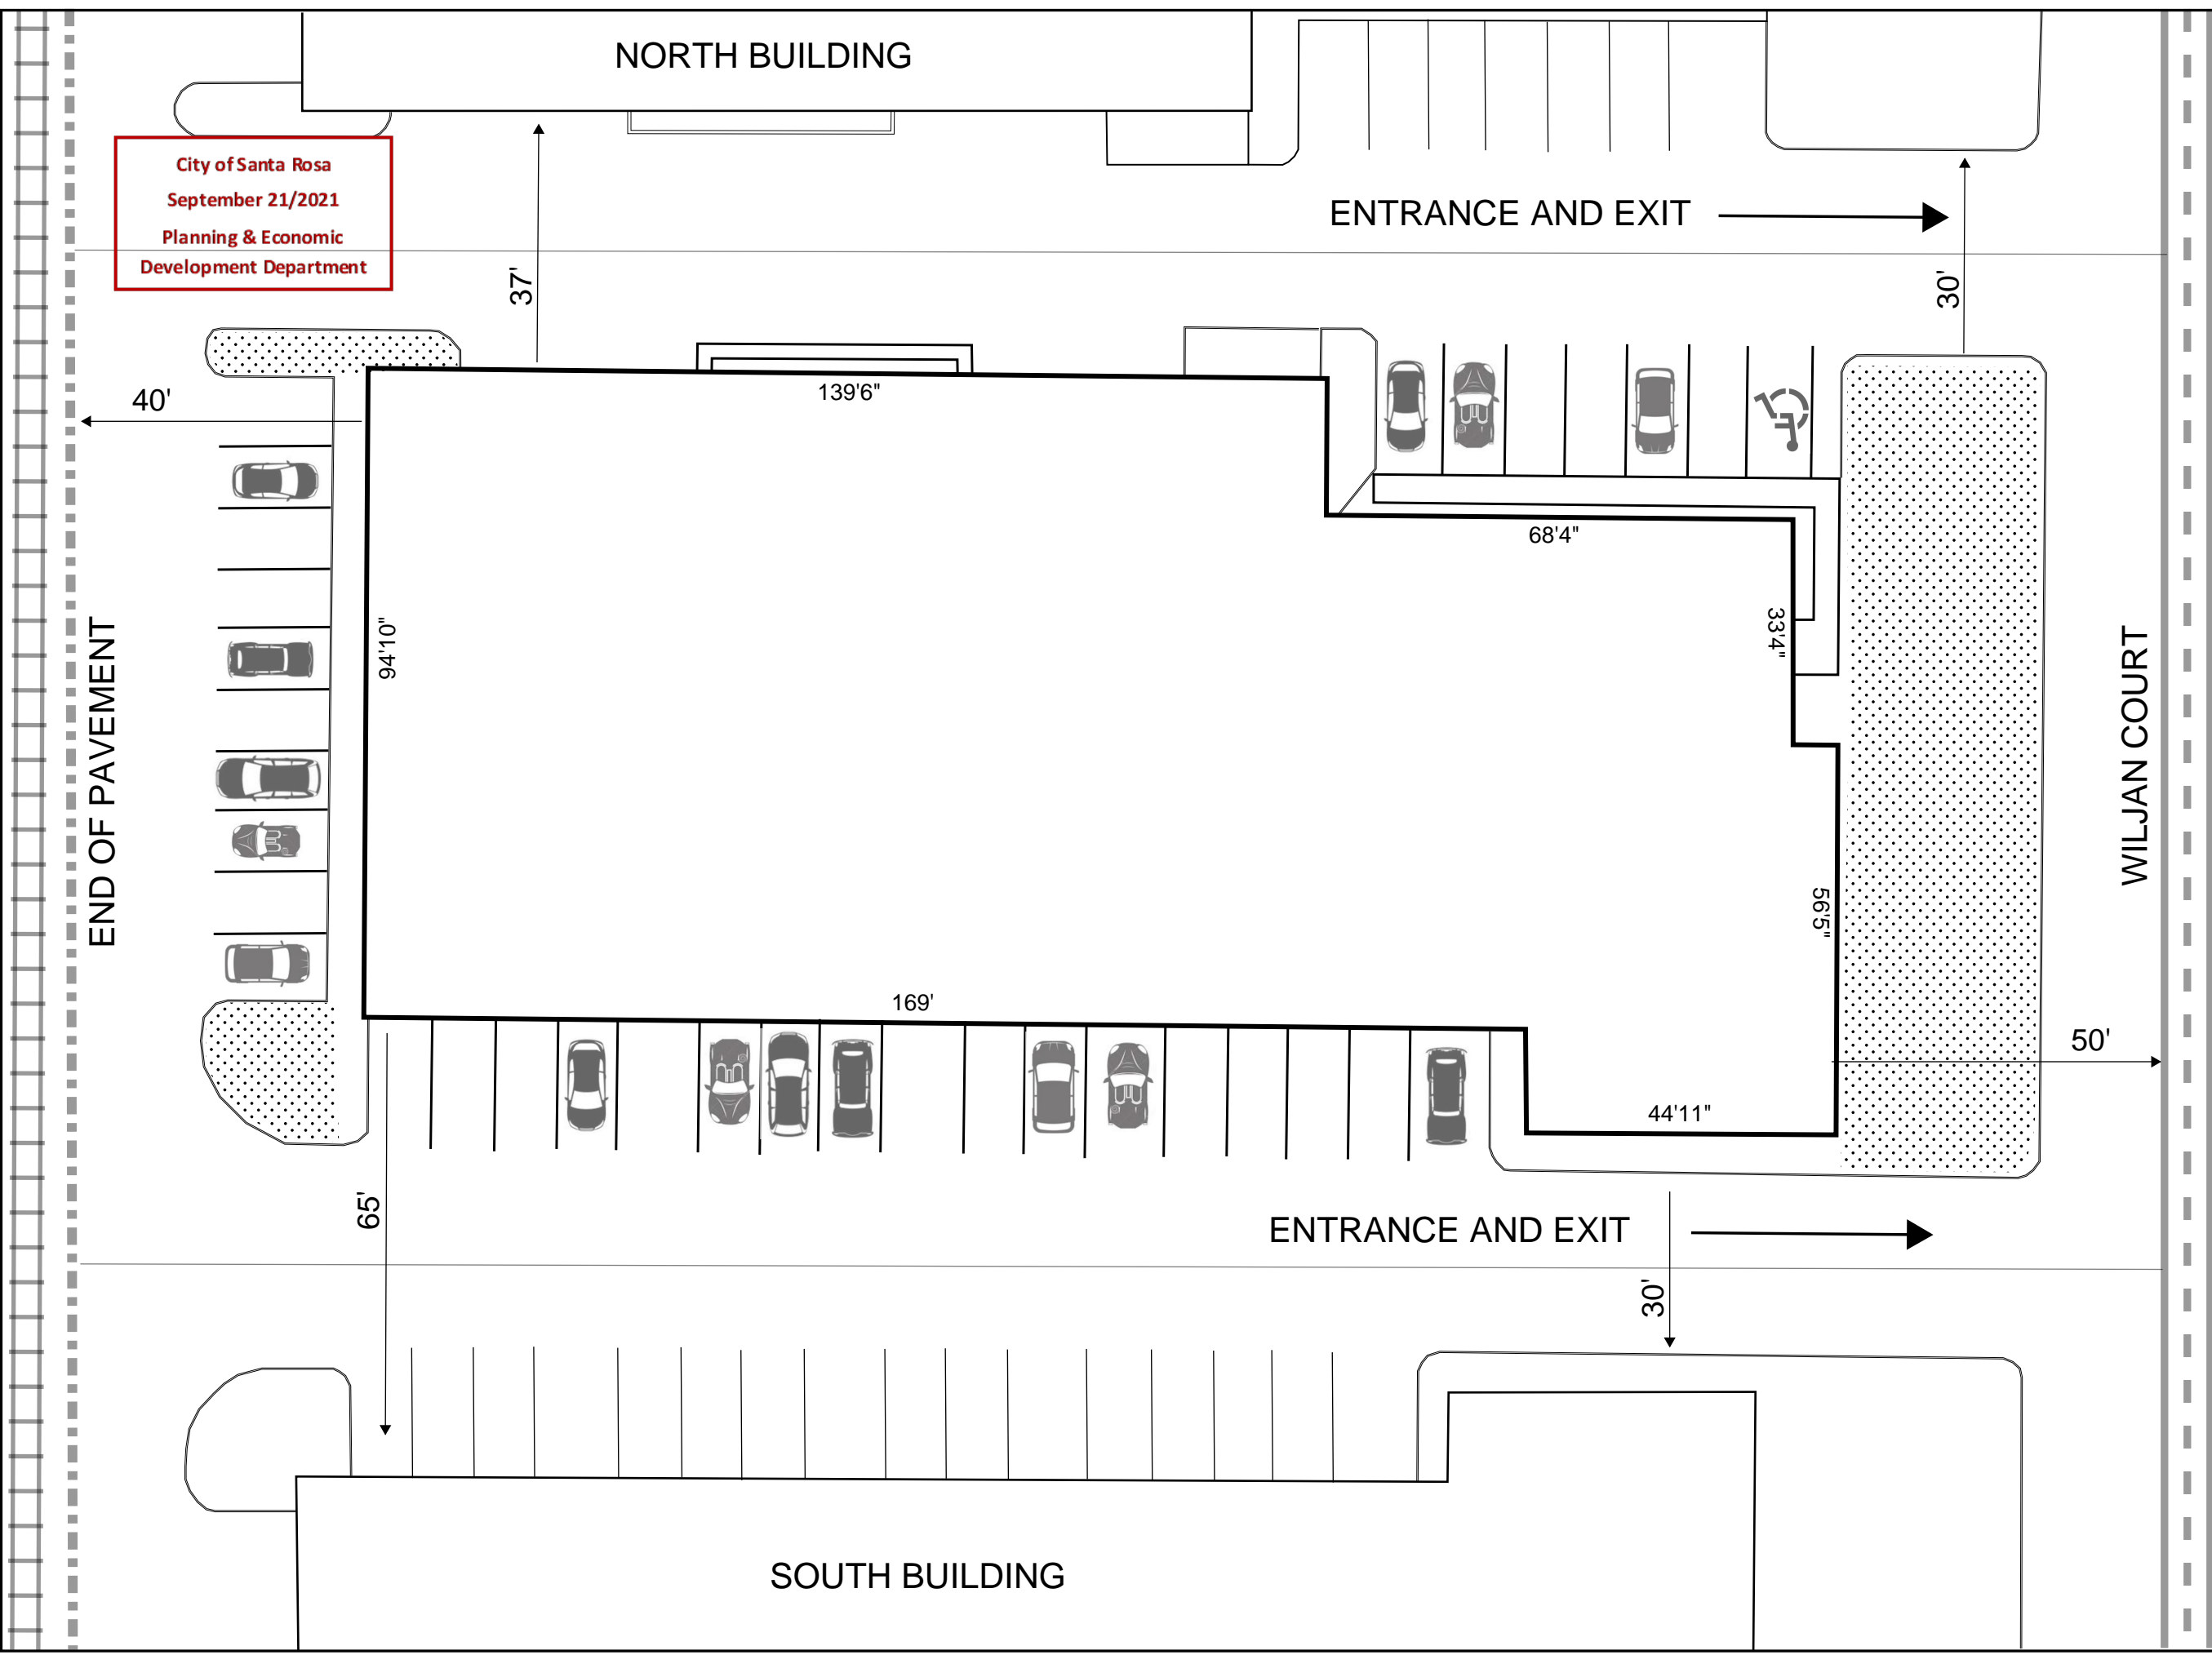 NORTH BUILDING
City of Santa Rosa
September 21/2021
Planning & Economic
Development Department
ENTRANCE AND EXIT
37'
30'
40'
139'6"
68'4"
94'10"
33'4"
END OF PAVEMENT
WILJAN COURT
56'5"
169'
50'
44'11"
65'
ENTRANCE AND EXIT
30'
SOUTH BUILDING